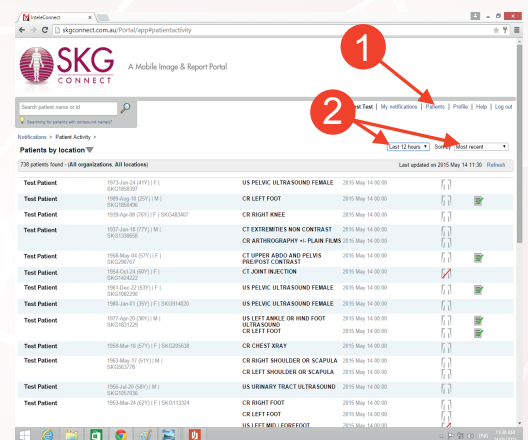 InteleConnect
skgconnect.com.au/Portal/app#patientactivity
SKG
CONNECT
A Mobile Image & Report Portal
1
Search patient name or id
Searching for patients with compound names?
Test | My notifications | Patients | Profile | Help | Log out
2
Notifications > Patient Activity >
Patients by location
Last 12 hours
Sort by
Most recent
738 patients found - (All organizations, All locations)
Last updated on 2015 May 14 11:30 Refresh
Test Patient 1973-Jan-24 (41Y) | F | US PELVIC ULTRASOUND FEMALE 2015 May 14 00:00
SKG1858397
Test Patient 1989-Aug-18 (25Y) | M | CR LEFT FOOT 2015 May 14 00:00
SKG1858496
Test Patient 1939-Apr-08 (76Y) | F | SKG483487 CR RIGHT KNEE 2015 May 14 00:00
Test Patient 1937-Jun-18 (77Y) | M | CT EXTREMITIES NON CONTRAST 2015 May 14 00:00
CR ARTHROGRAPHY +/- PLAIN FILMS 2015 May 14 00:00
Test Patient 1958-May-04 (57Y) | F | CT UPPER ABDO AND PELVIS 2015 May 14 00:00
SKG290767 PRE/POST CONTRAST
Test Patient 1954-Oct-24 (60Y) | F | CT JOINT INJECTION 2015 May 14 00:00
SKG1424222
Test Patient 1961-Dec-22 (53Y) | F | US PELVIC ULTRASOUND FEMALE 2015 May 14 00:00
SKG1082296
Test Patient 1980-Jan-01 (35Y) | F | SKG914020 US PELVIC ULTRASOUND FEMALE 2015 May 14 00:00
Test Patient 1977-Apr-20 (38Y) | M | US LEFT ANKLE OR HIND FOOT 2015 May 14 00:00
SKG1831229 ULTRASOUND
CR LEFT FOOT 2015 May 14 00:00
Test Patient 1958-Mar-18 (57Y) | F | SKG205638 CR CHEST XRAY 2015 May 14 00:00
Test Patient 1963-May-17 (51Y) | M | CR RIGHT SHOULDER OR SCAPULA 2015 May 14 00:00
SKG563778
CR LEFT SHOULDER OR SCAPULA 2015 May 14 00:00
Test Patient 1956-Jul-20 (58Y) | M | US URINARY TRACT ULTRASOUND 2015 May 14 00:00
Test Patient 1953-Mar-24 (62Y) | F | SKG113324 CR RIGHT FOOT 2015 May 14 00:00
CR LEFT FOOT 2015 May 14 00:00
US LEFT MID / FOREFOOT 2015 May 14 00:00
ENG